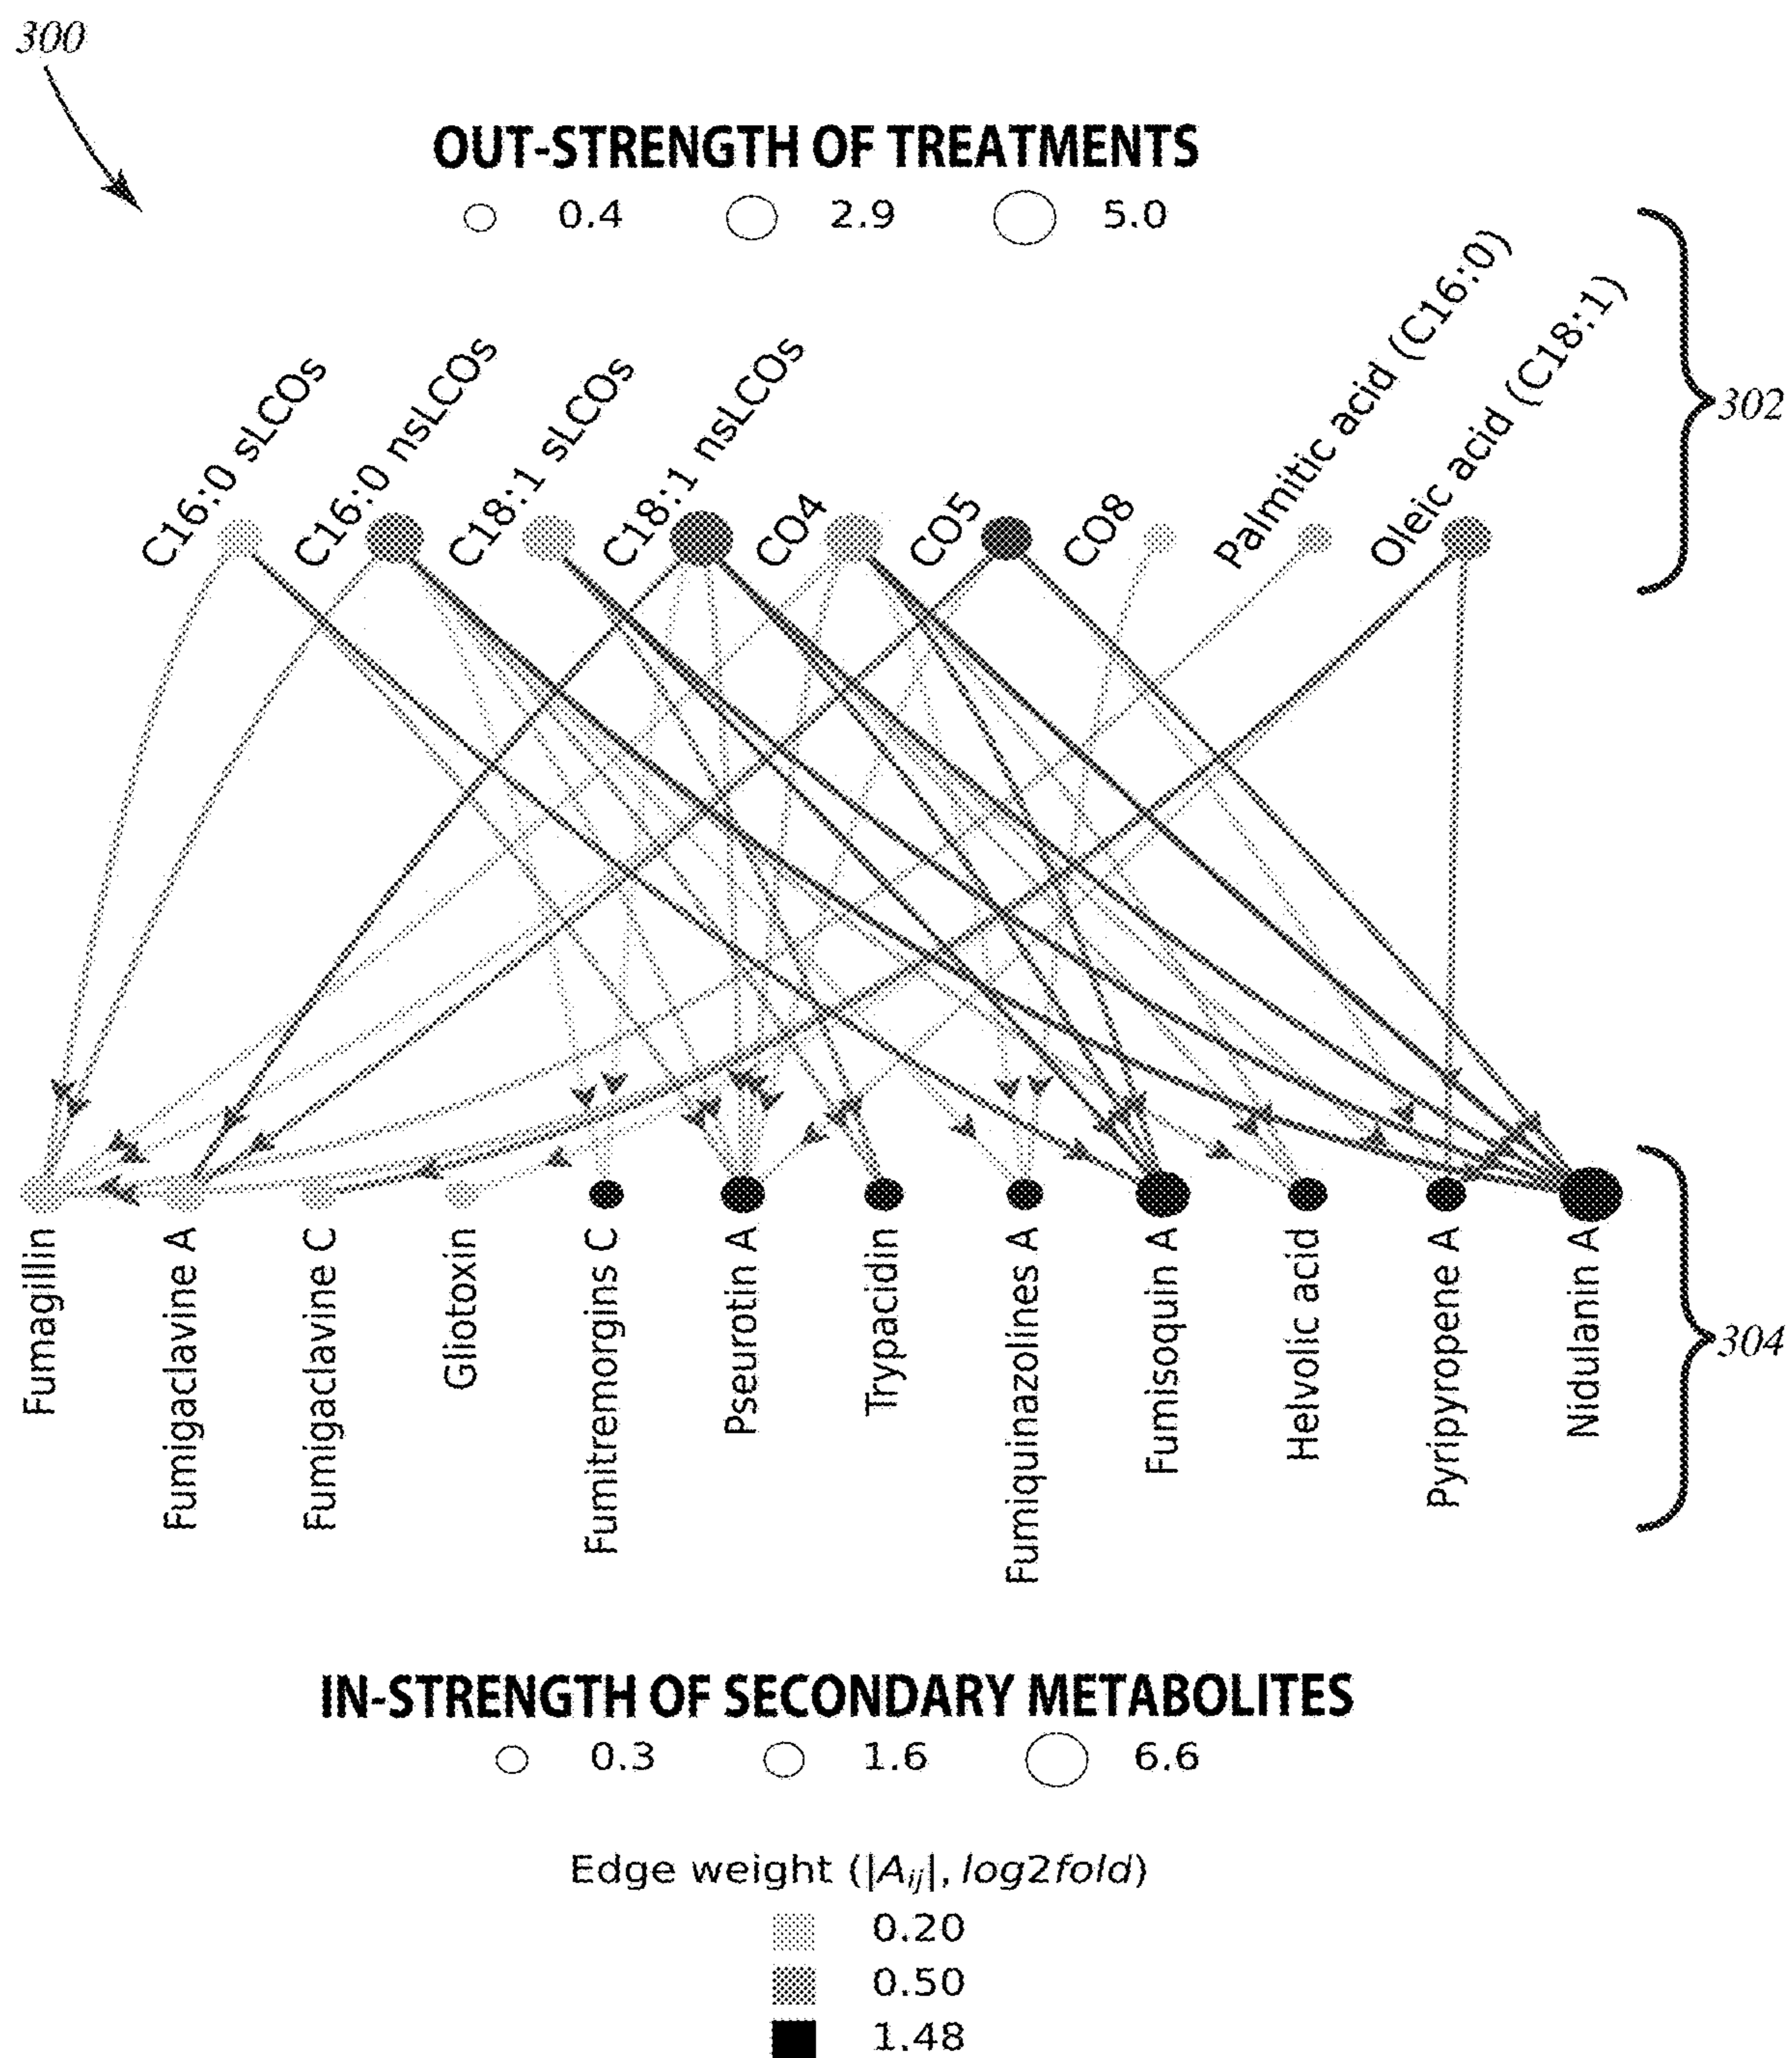 300
OUT-STRENGTH OF TREATMENTS
0.4 2.9 5.0
C16:0 sLCOs
C16:0 nsLCOs
C18:1 sLCOs
C18:1 nsLCOs
CO4
CO5
CO8
Palmitic acid (C16:0)
Oleic acid (C18:1)
302
Fumagillin
Fumigaclavine A
Fumigaclavine C
Gliotoxin
Fumitremorgins C
Pseurotin A
Trypacidin
Fumiquinazolines A
Fumisoquin A
Helvolic acid
Pyripyropene A
Nidulanin A
304
IN-STRENGTH OF SECONDARY METABOLITES
0.3 1.6 6.6
Edge weight (|Aij|, log2fold)
0.20
0.50
1.48